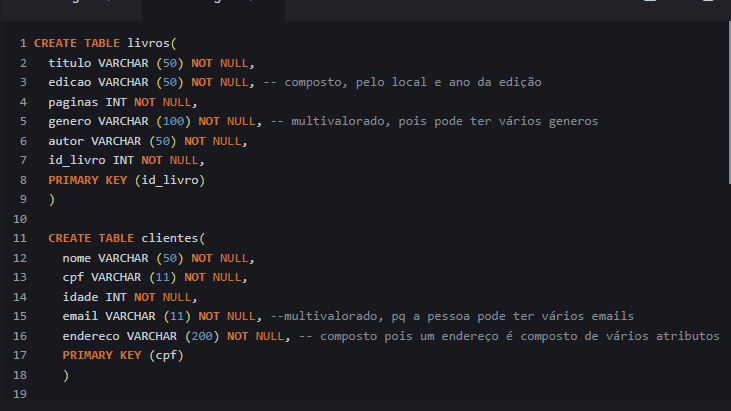 1 CREATE TABLE livros(
2 titulo VARCHAR (50) NOT NULL,
3 edicao VARCHAR (50) NOT NULL, -- composto, pelo local e ano da edição
4 paginas INT NOT NULL,
5 genero VARCHAR (100) NOT NULL, -- multivalorado, pois pode ter vários generos
6 autor VARCHAR (50) NOT NULL,
7 id_livro INT NOT NULL,
8 PRIMARY KEY (id_livro)
9 )
10
11 CREATE TABLE clientes(
12 nome VARCHAR (50) NOT NULL,
13 cpf VARCHAR (11) NOT NULL,
14 idade INT NOT NULL,
15 email VARCHAR (11) NOT NULL, --multivalorado, pq a pessoa pode ter vários emails
16 endereco VARCHAR (200) NOT NULL, -- composto pois um endereço é composto de vários atributos
17 PRIMARY KEY (cpf)
18 )
19